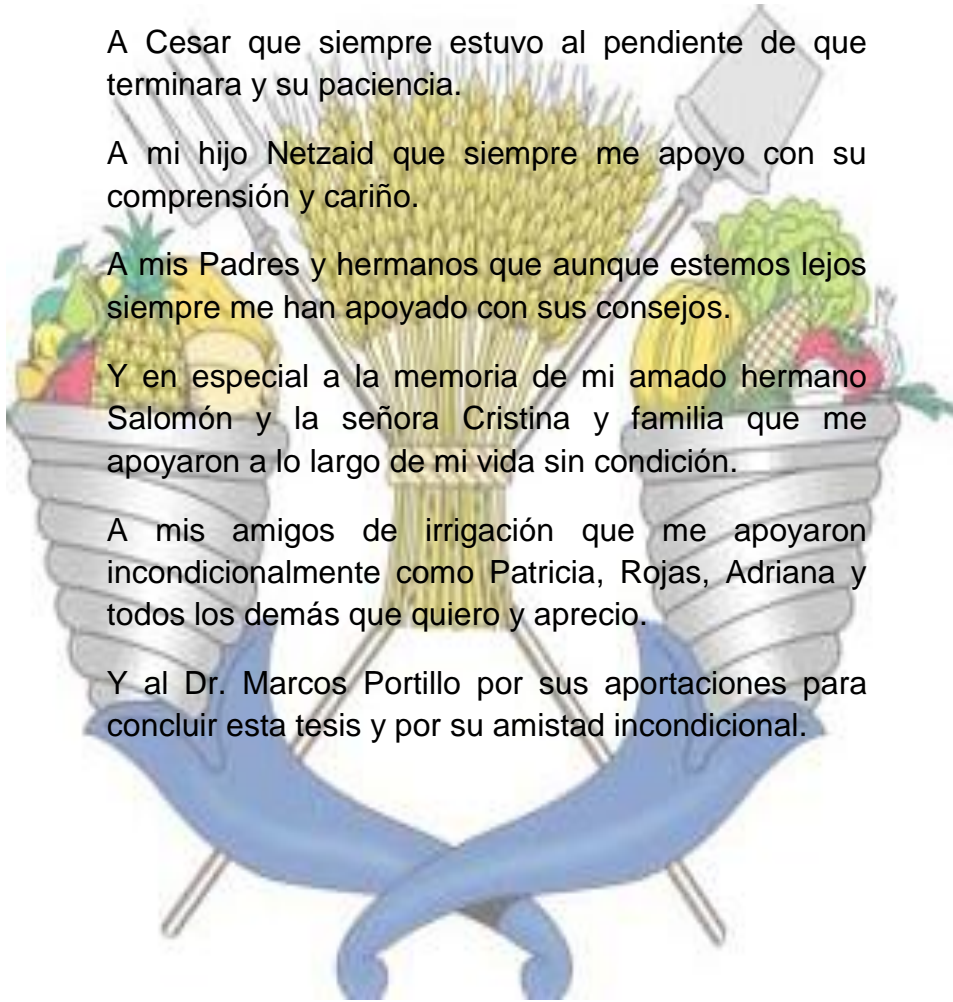 A Cesar que siempre estuvo al pendiente de que
terminara y su paciencia.
A mi hijo Netzaid que siempre me apoyo con su
comprensión y cariño.
A mis Padres y hermanos que aunque estemos lejos
siempre me han apoyado con sus consejos.
Y en especial a la memoria de mi amado hermano
Salomón y la señora Cristina y familia que me
apoyaron a lo largo de mi vida sin condición.
A mis amigos de irrigación que me apoyaron
incondicionalmente como Patricia, Rojas, Adriana y
todos los demás que quiero y aprecio.
Y al Dr. Marcos Portillo por sus aportaciones para
concluir esta tesis y por su amistad incondicional.